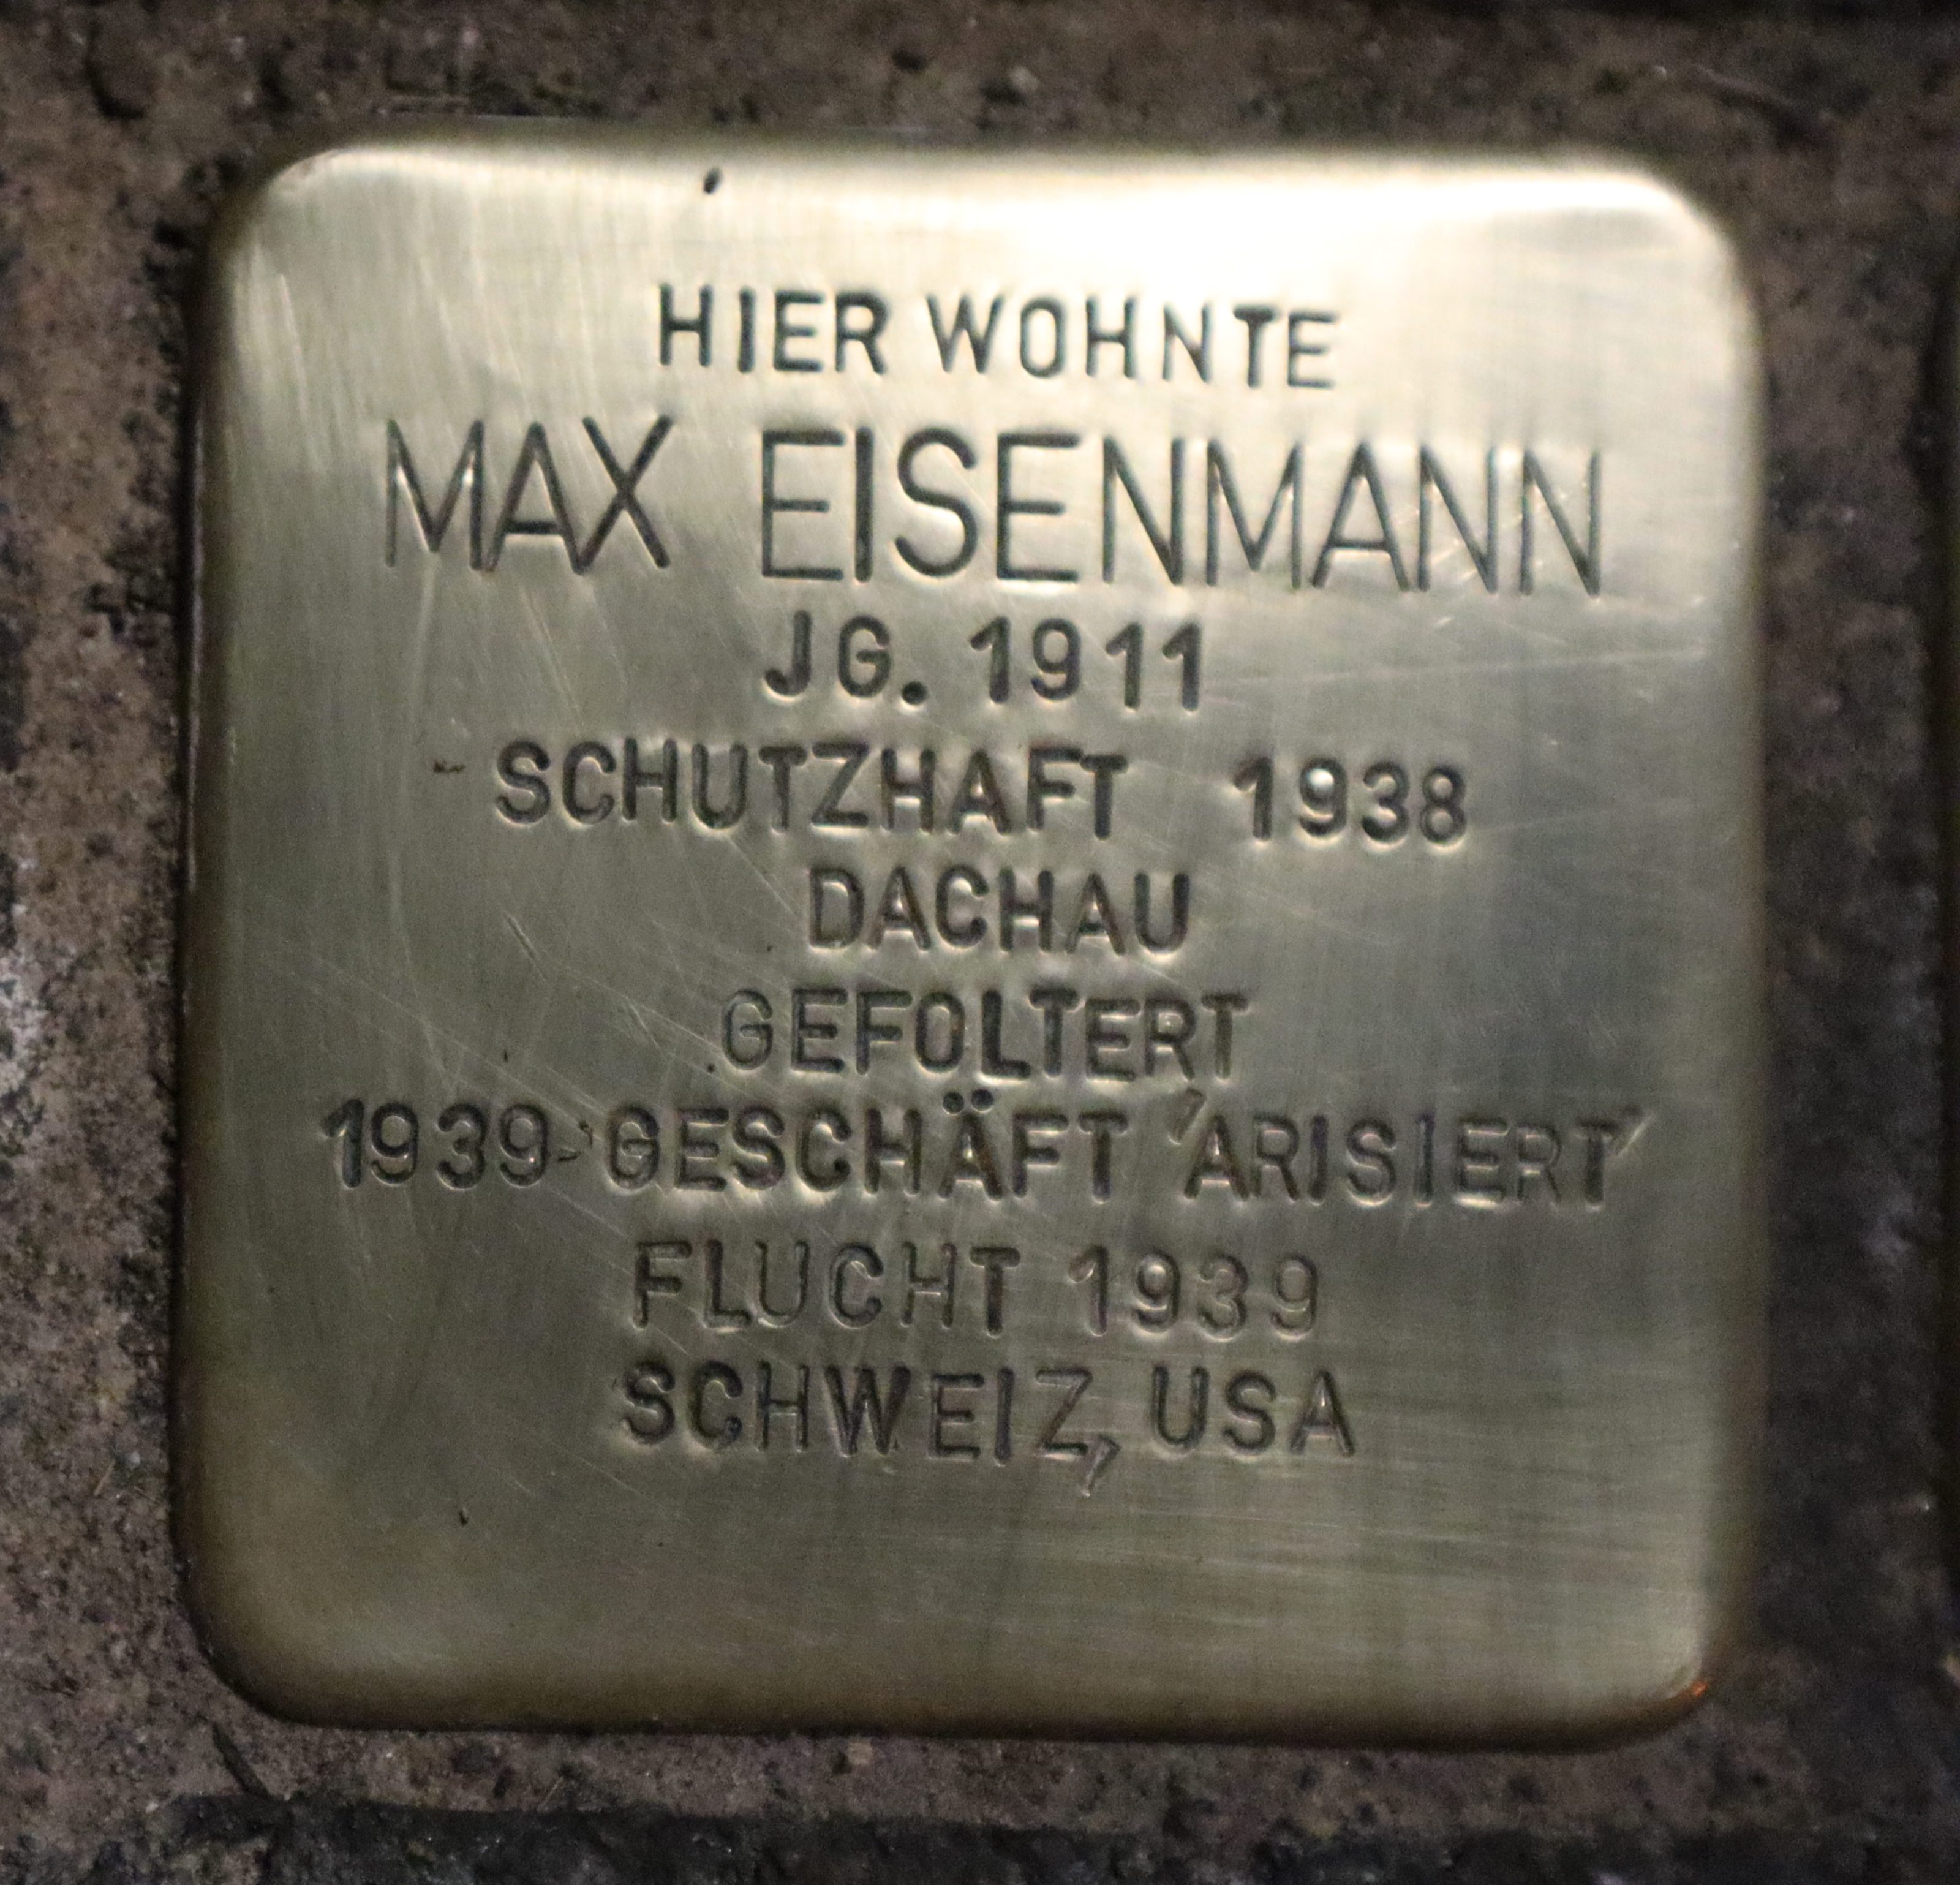 HIER WOHNTE
MAX EISENMANN
JG. 1911
SCHUTZHAFT 1938
DACHAU
GEFOLTERT
1939 GESCHÄFT 'ARISIERT'
FLUCHT 1939
SCHWEIZ, USA